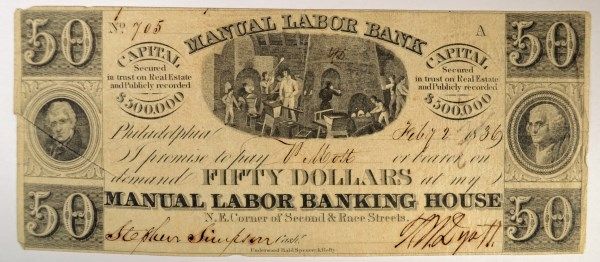 50 No. 705 MANUAL LABOR BANK A 50
CAPITAL
Secured
in trust on Real Estate
and Publicly recorded
$500,000
CAPITAL
Secured
in trust on Real Estate
and Publicly recorded
$500,000
Philadelphia Feb 2 1836
I promise to pay P Mott or bearer on
demand FIFTY DOLLARS at my
50 MANUAL LABOR BANKING HOUSE 50
N.E. Corner of Second & Race Streets.
Stephen Simpson Cash. T W Dyott
Underwood Bald Spencer & Hufty